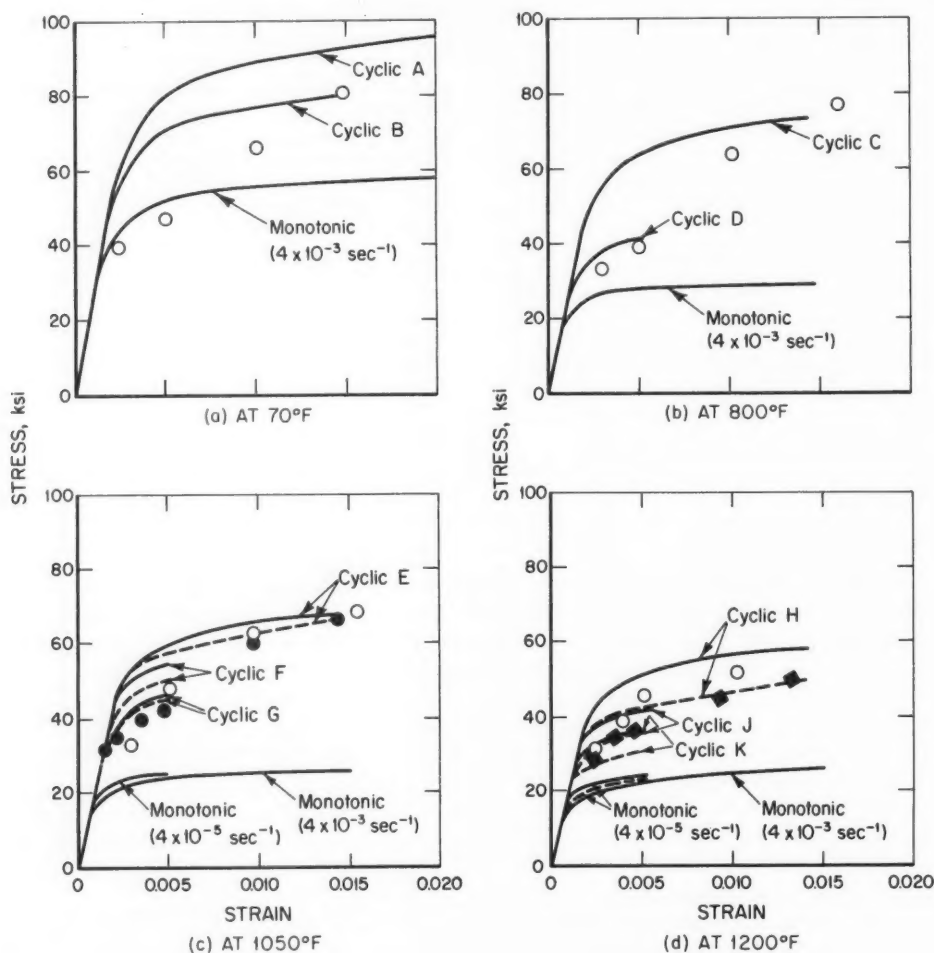 100
80
60
40
20
0
Cyclic A
Cyclic B
Monotonic
(4 x 10⁻³ sec⁻¹)
(a) AT 70°F
100
80
60
40
20
0
Cyclic C
Cyclic D
Monotonic
(4 x 10⁻³ sec⁻¹)
(b) AT 800°F
STRESS, ksi
STRESS, ksi
100
80
60
40
20
0
Cyclic E
Cyclic F
Cyclic G
Monotonic
(4 x 10⁻⁵ sec⁻¹)
Monotonic
(4 x 10⁻³ sec⁻¹)
0 0.005 0.010 0.015 0.020
STRAIN
(c) AT 1050°F
100
80
60
40
20
0
Cyclic H
Cyclic J
Cyclic K
Monotonic
(4 x 10⁻⁵ sec⁻¹)
Monotonic
(4 x 10⁻³ sec⁻¹)
0 0.005 0.010 0.015 0.020
STRAIN
(d) AT 1200°F